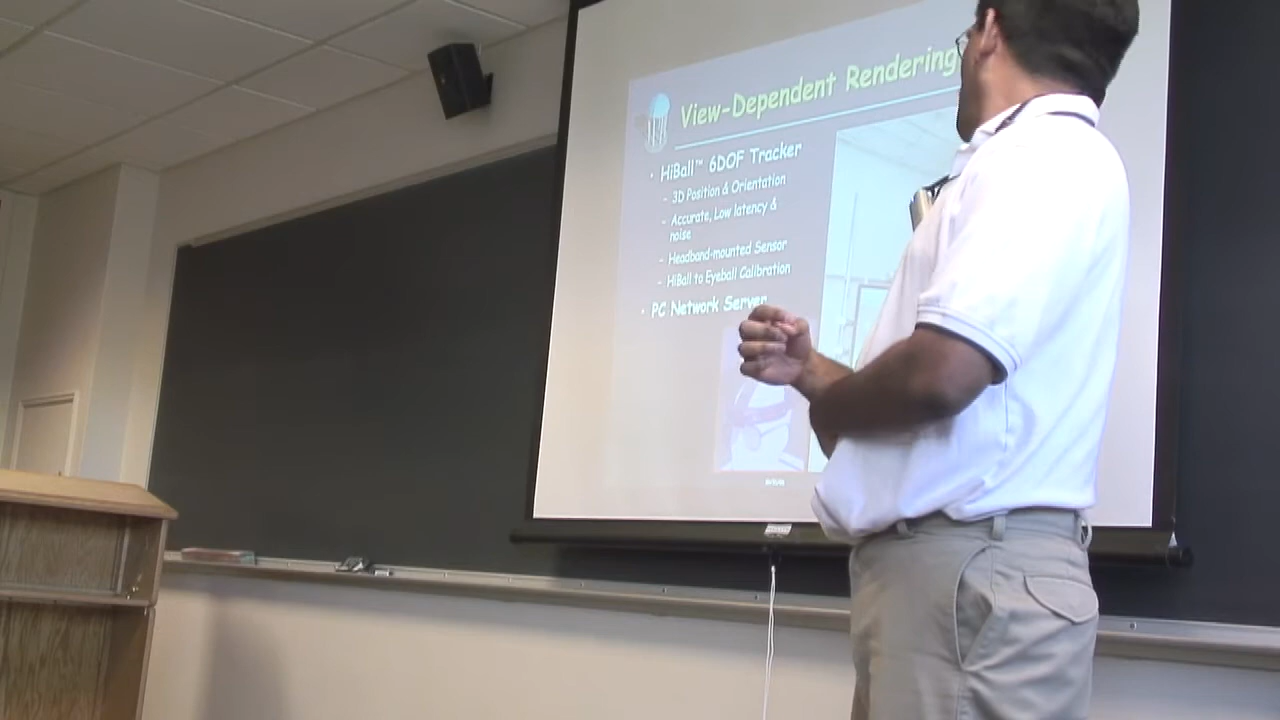 View-Dependent Rendering
• HiBall™ 6DOF Tracker
– 3D Position & Orientation
– Accurate, Low latency &
noise
– Headband-mounted Sensor
– HiBall to Eyeball Calibration
• PC Network Server